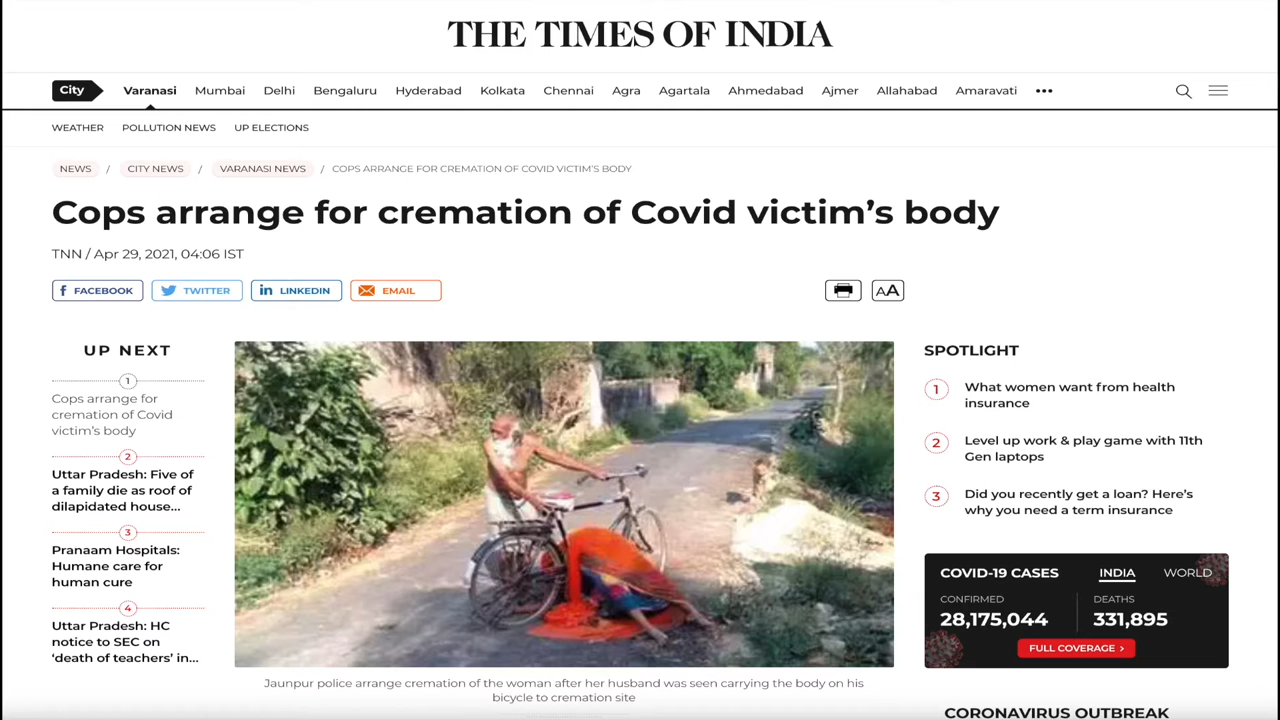 THE TIMES OF INDIA
City Varanasi Mumbai Delhi Bengaluru Hyderabad Kolkata Chennai Agra Agartala Ahmedabad Ajmer Allahabad Amaravati •••
WEATHER POLLUTION NEWS UP ELECTIONS
NEWS / CITY NEWS / VARANASI NEWS / COPS ARRANGE FOR CREMATION OF COVID VICTIM'S BODY
Cops arrange for cremation of Covid victim's body
TNN / Apr 29, 2021, 04:06 IST
f FACEBOOK TWITTER in LINKEDIN EMAIL AA
UP NEXT
1
Cops arrange for
cremation of Covid
victim's body
2
Uttar Pradesh: Five of
a family die as roof of
dilapidated house...
3
Pranaam Hospitals:
Humane care for
human cure
4
Uttar Pradesh: HC
notice to SEC on
'death of teachers' in...
Jaunpur police arrange cremation of the woman after her husband was seen carrying the body on his
bicycle to cremation site
SPOTLIGHT
1 What women want from health
insurance
2 Level up work & play game with 11th
Gen laptops
3 Did you recently get a loan? Here's
why you need a term insurance
COVID-19 CASES INDIA WORLD
CONFIRMED DEATHS
28,175,044 331,895
FULL COVERAGE >
CORONAVIRUS OUTBREAK